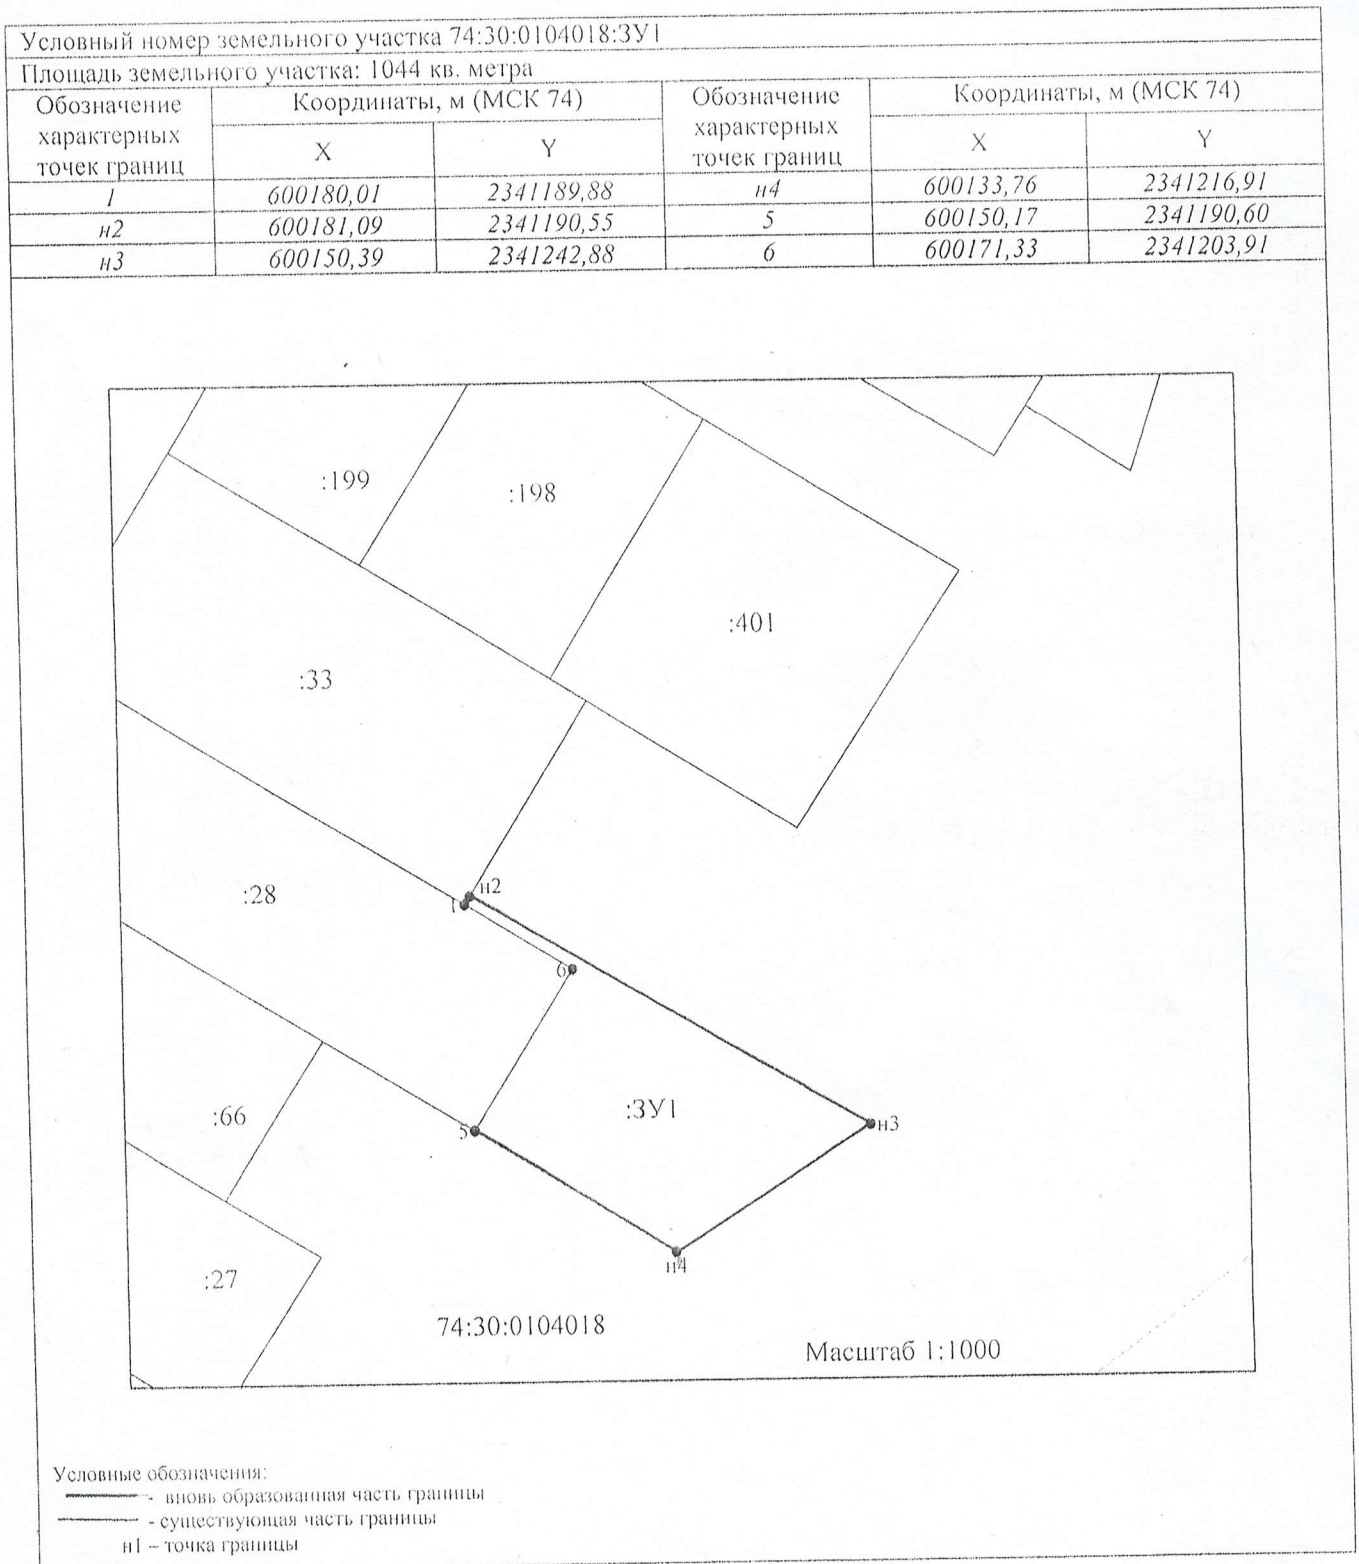 Условный номер земельного участка 74:30:0104018:ЗУ1
Площадь земельного участка: 1044 кв. метра
Обозначение характерных точек границ
Координаты, м (МСК 74)
Обозначение характерных точек границ
Координаты, м (МСК 74)
X
Y
X
Y
1 600180,01 2341189,88 н4 600133,76 2341216,91
н2 600181,09 2341190,55 5 600150,17 2341190,60
н3 600150,39 2341242,88 6 600171,33 2341203,91
:199
:198
:401
:33
:28
н2
1
6
:66
:ЗУ1
5
н3
н4
:27
74:30:0104018
Масштаб 1:1000
Условные обозначения:
- вновь образованная часть границы
- существующая часть границы
н1 – точка границы